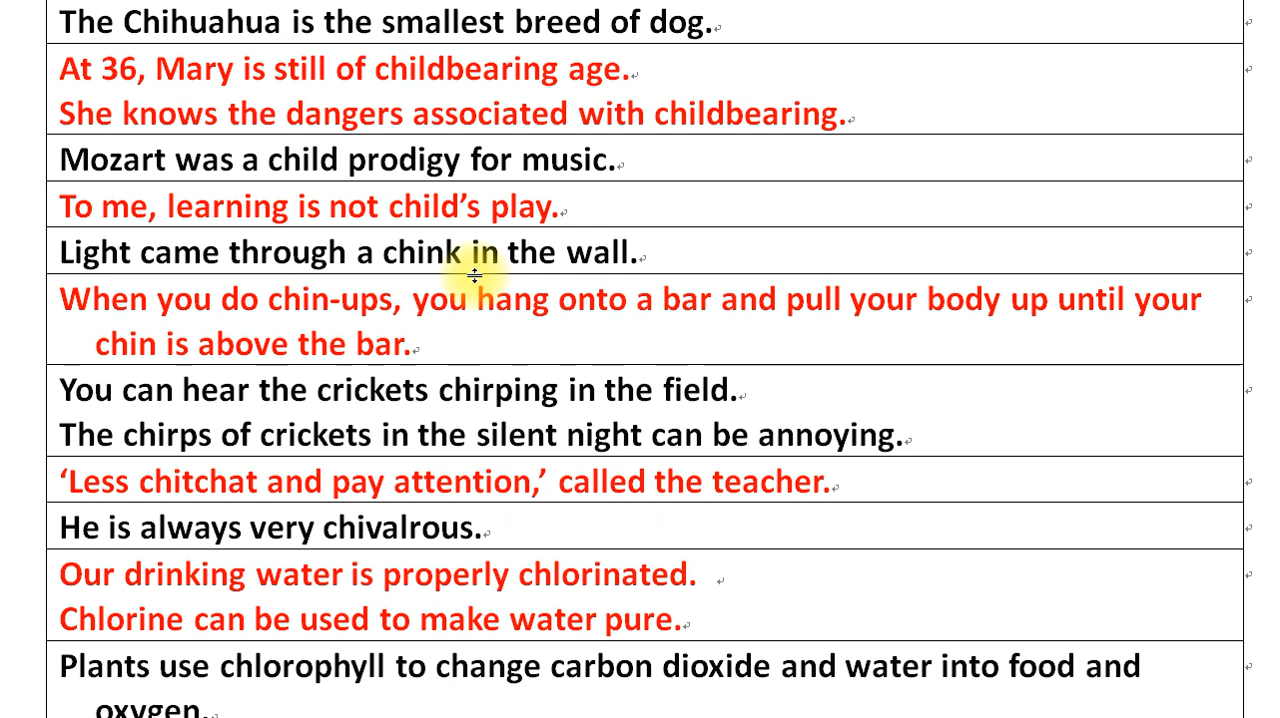 The Chihuahua is the smallest breed of dog.
At 36, Mary is still of childbearing age.
She knows the dangers associated with childbearing.
Mozart was a child prodigy for music.
To me, learning is not child’s play.
Light came through a chink in the wall.
When you do chin-ups, you hang onto a bar and pull your body up until your
chin is above the bar.
You can hear the crickets chirping in the field.
The chirps of crickets in the silent night can be annoying.
‘Less chitchat and pay attention,’ called the teacher.
He is always very chivalrous.
Our drinking water is properly chlorinated.
Chlorine can be used to make water pure.
Plants use chlorophyll to change carbon dioxide and water into food and
oxygen.